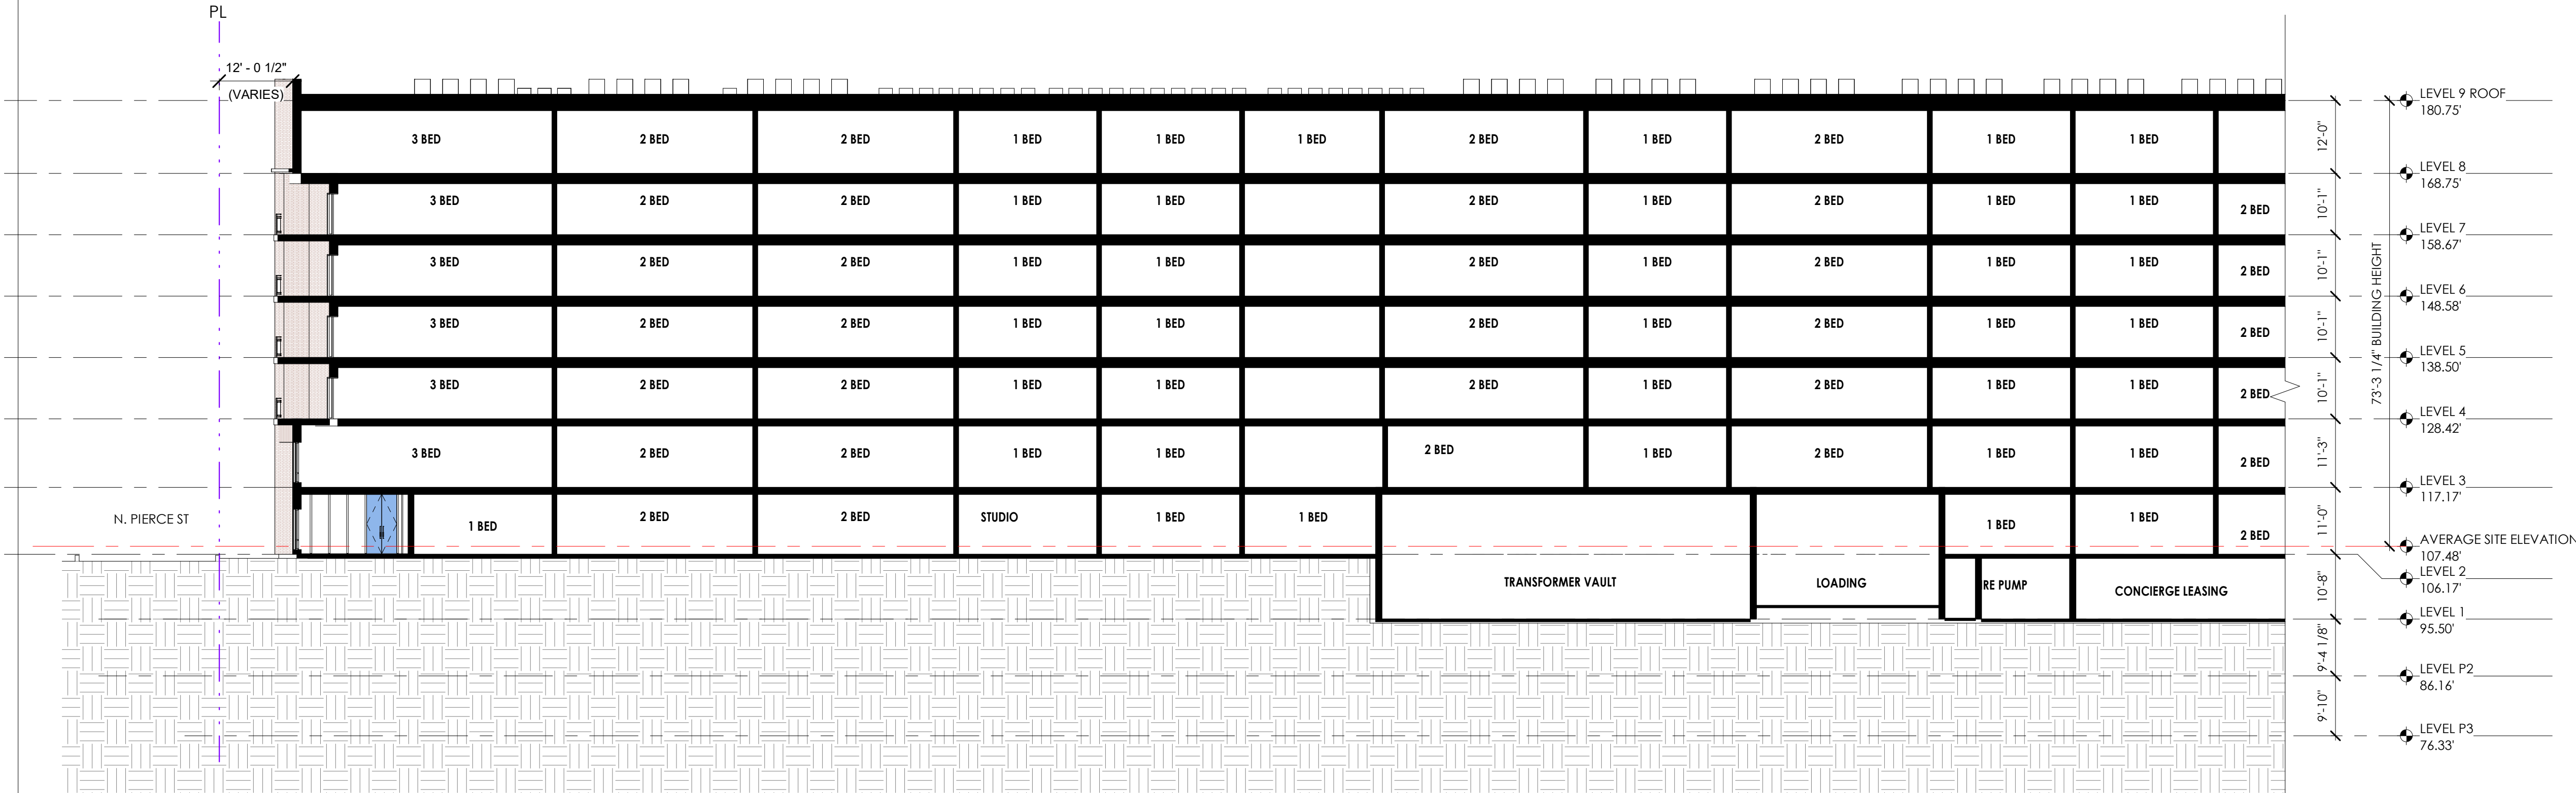 PL
12' - 0 1/2"
(VARIES)
3 BED 2 BED 2 BED 1 BED 1 BED 1 BED 2 BED 1 BED 2 BED 1 BED 1 BED
3 BED 2 BED 2 BED 1 BED 1 BED 2 BED 1 BED 2 BED 1 BED 1 BED 2 BED
3 BED 2 BED 2 BED 1 BED 1 BED 2 BED 1 BED 2 BED 1 BED 1 BED 2 BED
3 BED 2 BED 2 BED 1 BED 1 BED 2 BED 1 BED 2 BED 1 BED 1 BED 2 BED
3 BED 2 BED 2 BED 1 BED 1 BED 2 BED 1 BED 2 BED 1 BED 1 BED 2 BED
3 BED 2 BED 2 BED 1 BED 1 BED 2 BED 1 BED 2 BED 1 BED 1 BED 2 BED
N. PIERCE ST
1 BED 2 BED 2 BED STUDIO 1 BED 1 BED 1 BED 1 BED 2 BED
TRANSFORMER VAULT LOADING RE PUMP CONCIERGE LEASING
12'-0"
10'-1"
10'-1"
10'-1"
10'-1"
11'-3"
11'-0"
10'-8"
9'-4 1/8"
9'-10"
73'-3 1/4" BUILDING HEIGHT
LEVEL 9 ROOF
180.75'
LEVEL 8
168.75'
LEVEL 7
158.67'
LEVEL 6
148.58'
LEVEL 5
138.50'
LEVEL 4
128.42'
LEVEL 3
117.17'
AVERAGE SITE ELEVATION
107.48'
LEVEL 2
106.17'
LEVEL 1
95.50'
LEVEL P2
86.16'
LEVEL P3
76.33'